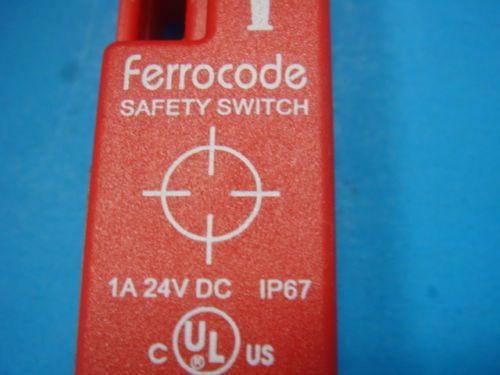 Ferrocode
SAFETY SWITCH
1A 24V DC IP67
C UL® US